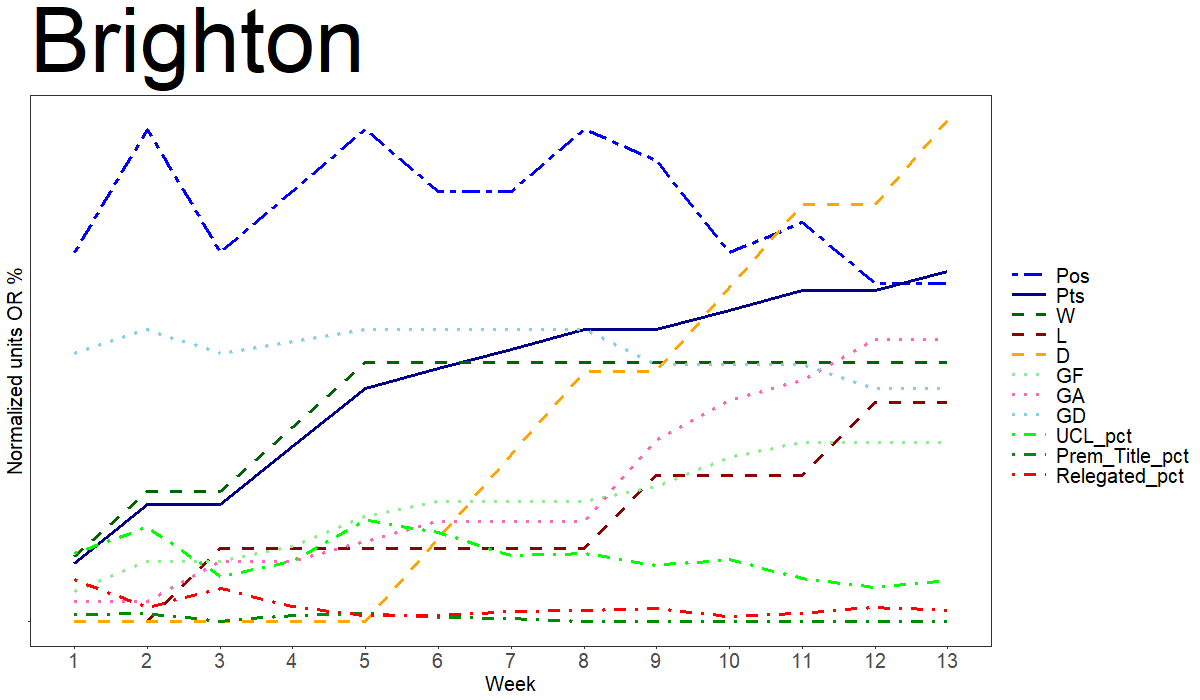 Brighton
Normalized units OR %
Pos
Pts
W
L
D
GF
GA
GD
UCL_pct
Prem_Title_pct
Relegated_pct
1 2 3 4 5 6 7 8 9 10 11 12 13
Week